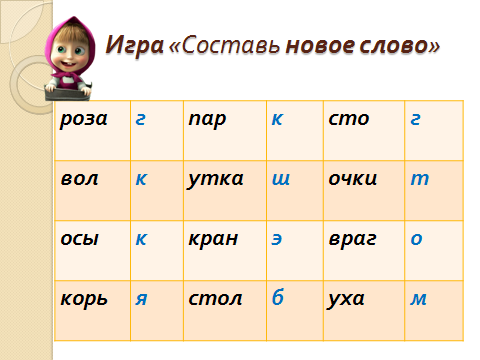 Игра «Составь новое слово»
роза г пар к сто г
вол к утка ш очки т
осы к кран э враг о
корь я стол б уха м